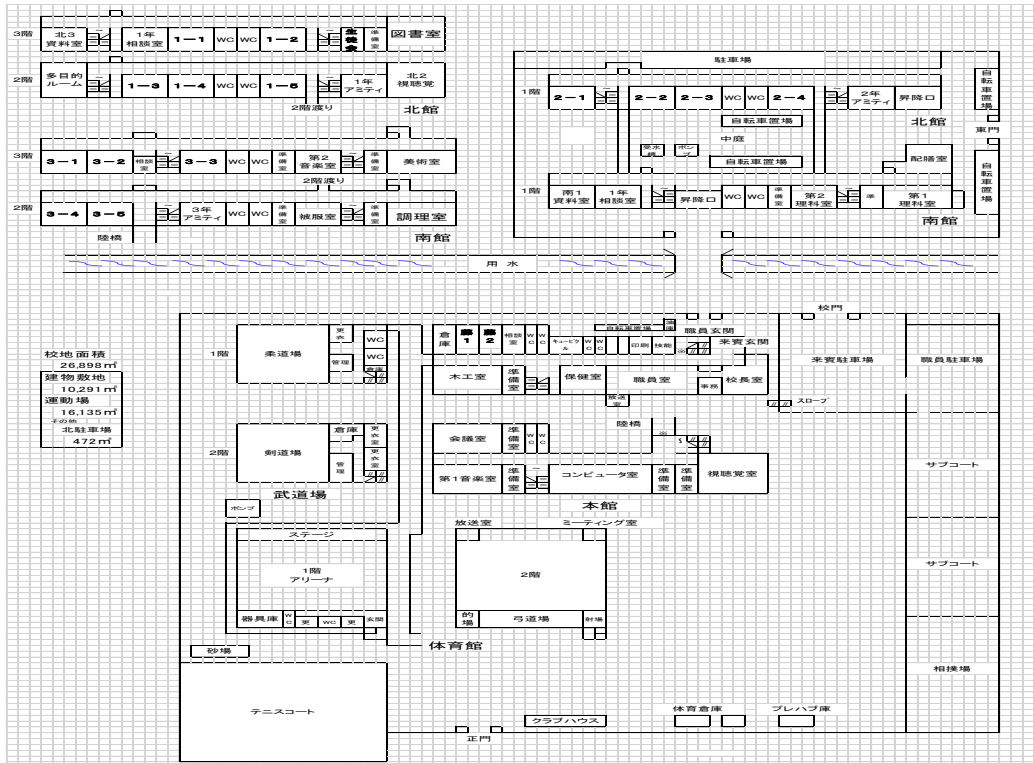 3階
北3
資料室
1年
相談室
1－1
WC
WC
1－2
生徒会
準備室
図書室
2階
多目的
ルーム
1－3
1－4
WC
WC
1－5
1年
アミティ
北2
視聴覚
2階渡り
北館
3階
3－1
3－2
相談室
3－3
WC
WC
準備室
第2
音楽室
準備室
美術室
2階渡り
2階
3－4
3－5
3年
アミティ
WC
WC
準備室
被服室
準備室
調理室
陸橋
南館
駐車場
1階
2－1
2－2
2－3
WC
WC
2－4
2年
アミティ
昇降口
自転車置場
北館
自転車置場
中庭
東門
受水槽
ポンプ
自転車置場
配膳室
自転車置場
1階
南1
資料室
1年
相談室
昇降口
WC
WC
準備室
第2
理科室
準
第1
理科室
南館
用水
校門
校地面積
26,898㎡
建物敷地
10,291㎡
運動場
16,135㎡
その他
北駐車場
472㎡
1階
柔道場
更衣
管理
WC
WC
倉庫
2階
剣道場
倉庫
管理
更衣室
更衣室
武道場
倉庫
相談室
WC
WC
キュービクル
WC
WC
自転車置場
印刷
技能
職員玄関
来賓玄関
木工室
準備室
保健室
職員室
事務
校長室
放送室
来賓駐車場
職員駐車場
スロープ
陸橋
会議室
準備室
WC
WC
第1音楽室
準備室
コンピュータ室
準備室
準備室
視聴覚室
本館
サブコート
ポンプ
ステージ
1階
アリーナ
器具庫
WC
更
WC
更
玄関
放送室
ミーティング室
2階
的場
弓道場
射場
体育館
サブコート
砂場
テニスコート
相撲場
正門
クラブハウス
体育倉庫
プレハブ庫